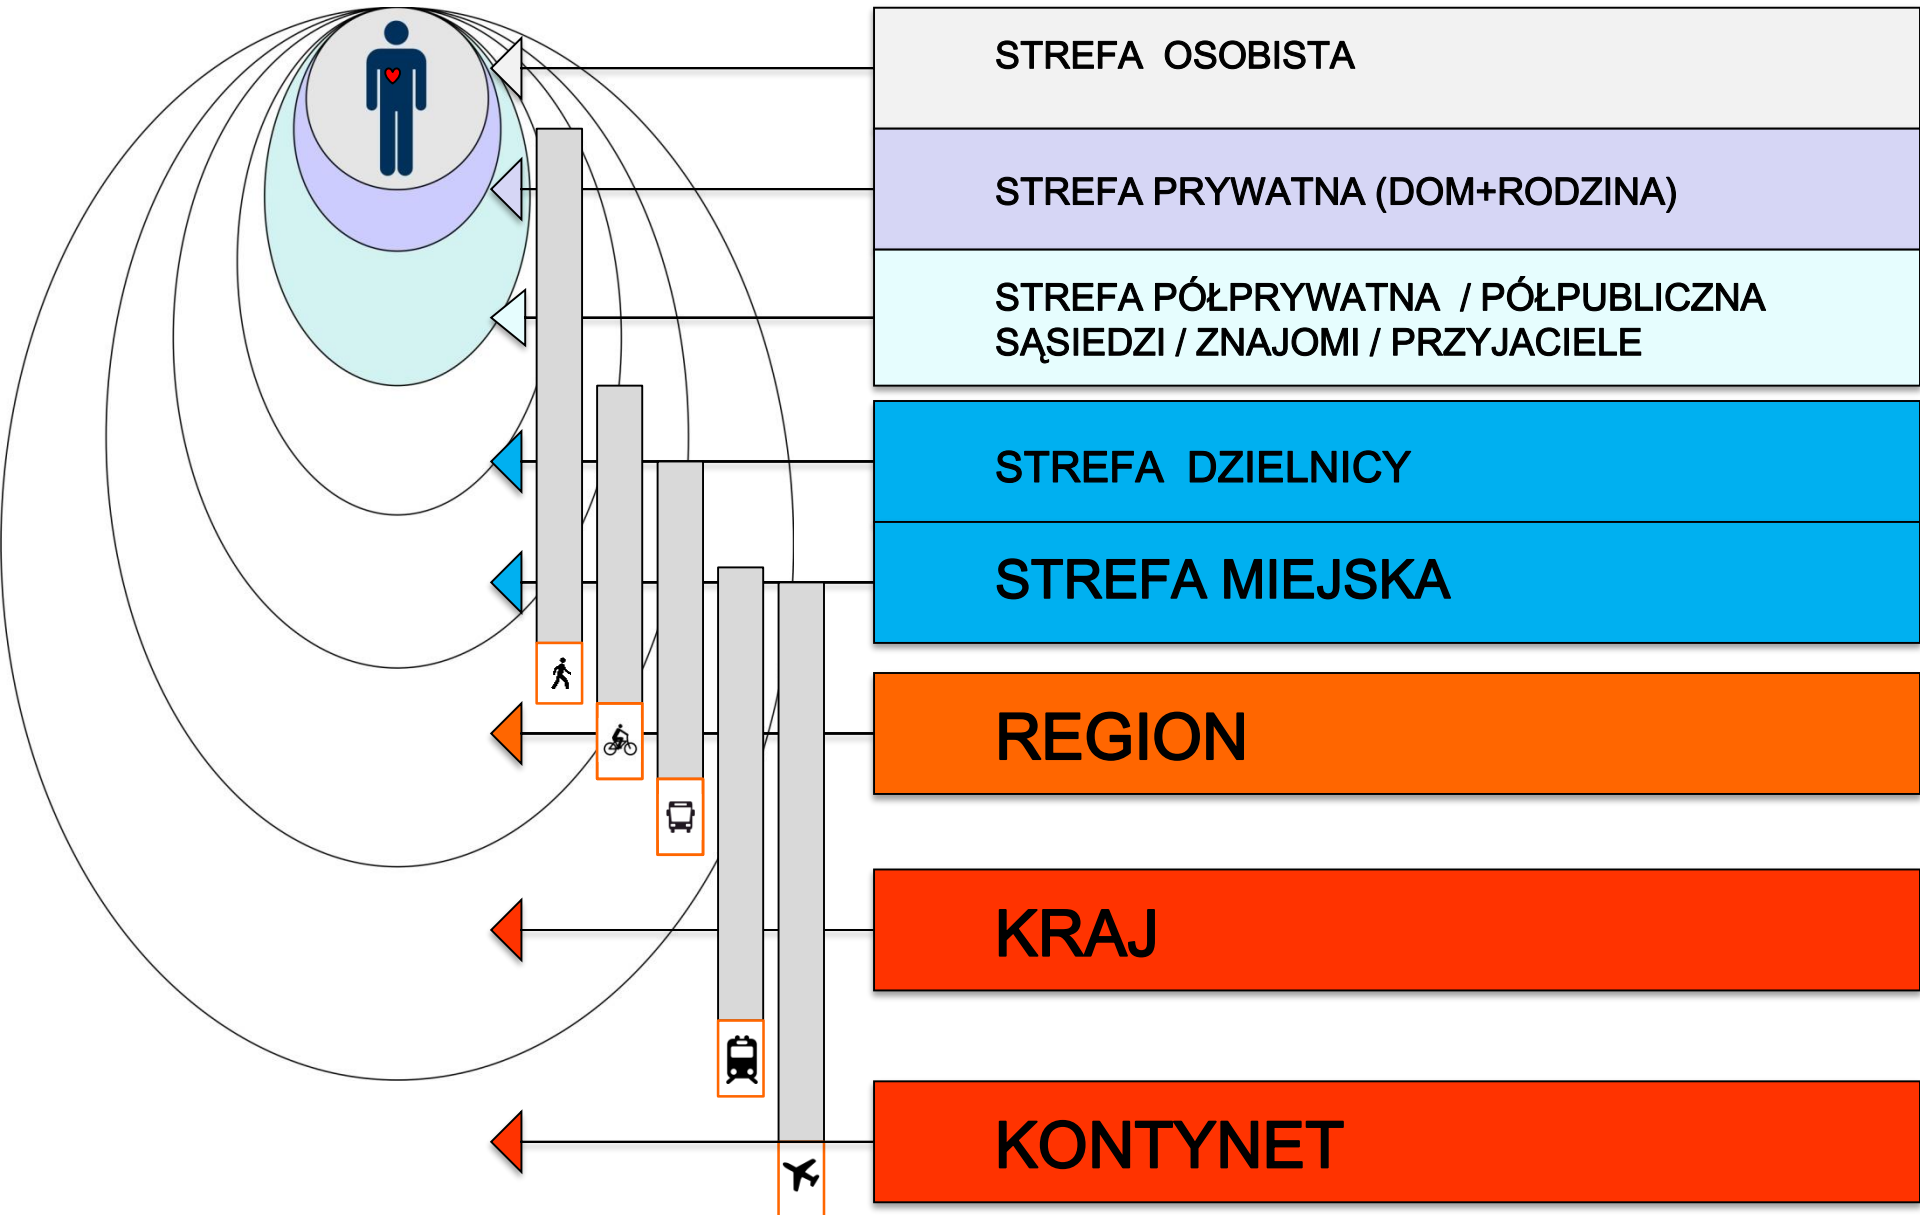 STREFA OSOBISTA
STREFA PRYWATNA (DOM+RODZINA)
STREFA PÓŁPRYWATNA / PÓŁPUBLICZNA
SĄSIEDZI / ZNAJOMI / PRZYJACIELE
STREFA DZIELNICY
STREFA MIEJSKA
REGION
KRAJ
KONTYNET